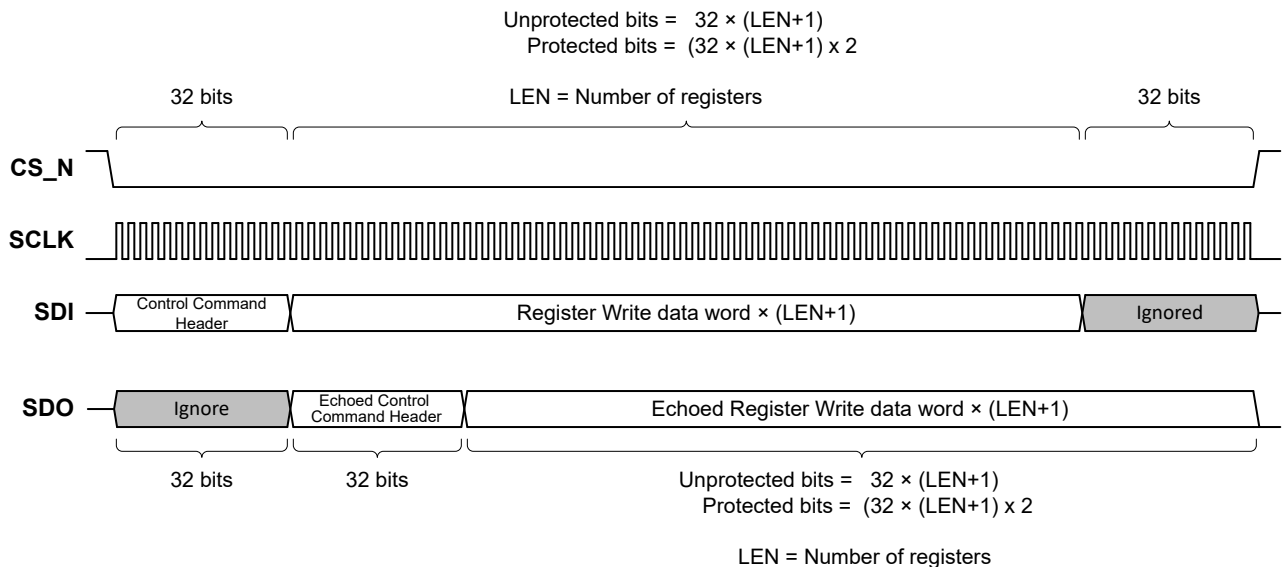 Unprotected bits = 32 × (LEN+1)
Protected bits = (32 × (LEN+1) x 2
32 bits
LEN = Number of registers
32 bits
CS_N
SCLK
SDI
Control Command
Header
Register Write data word × (LEN+1)
Ignored
SDO
Ignore
Echoed Control
Command Header
Echoed Register Write data word × (LEN+1)
32 bits
32 bits
Unprotected bits = 32 × (LEN+1)
Protected bits = (32 × (LEN+1) x 2
LEN = Number of registers